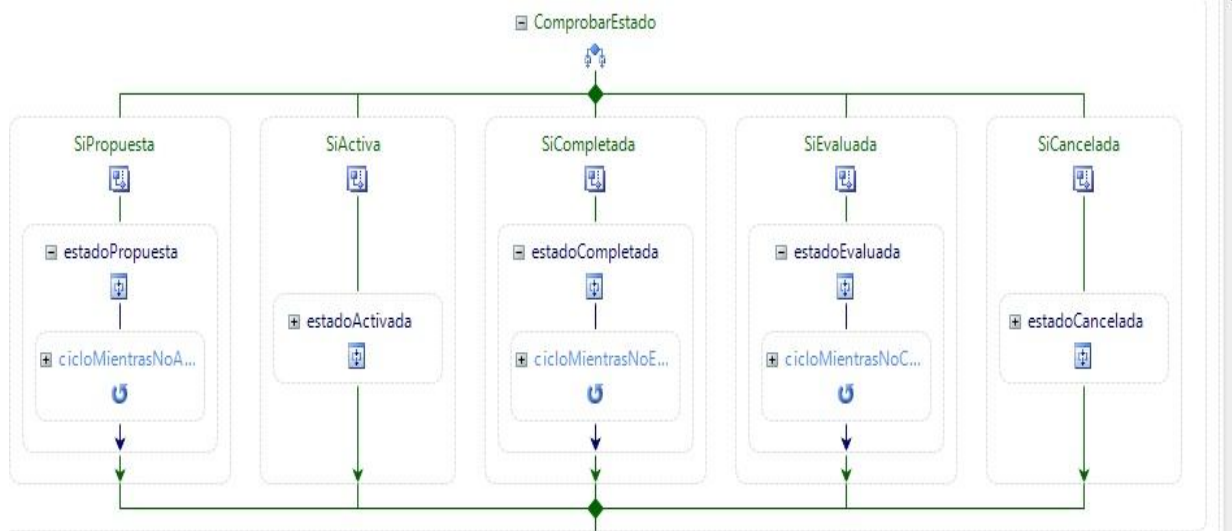 ComprobarEstado
SiPropuesta
SiActiva
SiCompletada
SiEvaluada
SiCancelada
estadoPropuesta
estadoCompletada
estadoEvaluada
estadoActivada
estadoCancelada
cicloMientrasNoA...
cicloMientrasNoE...
cicloMientrasNoC...